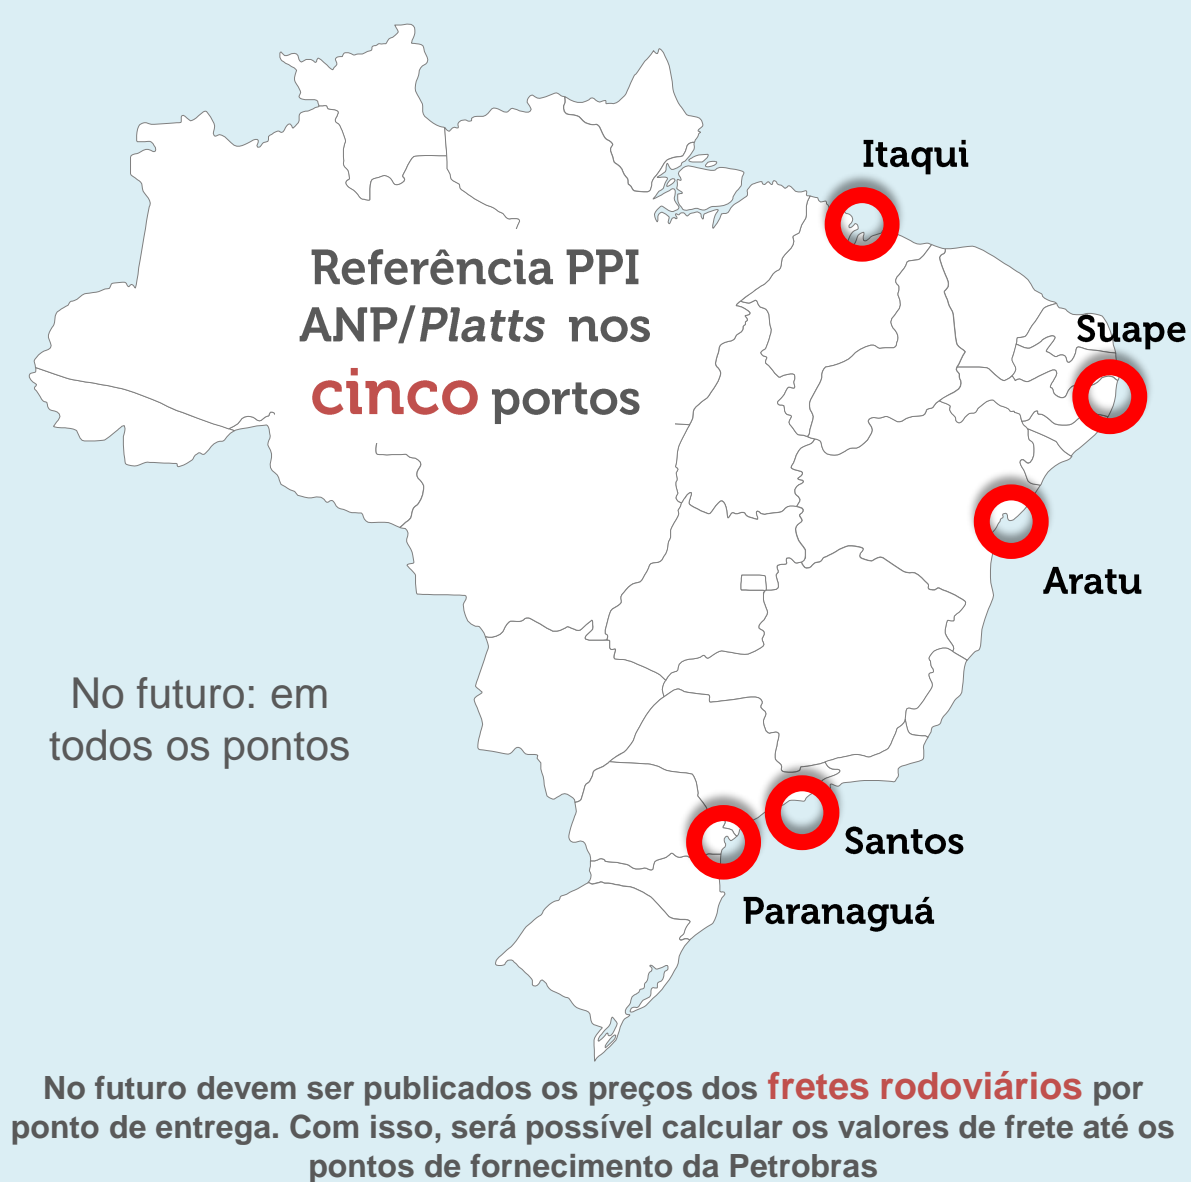 Itaqui
Referência PPI
ANP/Platts nos
cinco portos
Suape
Aratu
No futuro: em
todos os pontos
Santos
Paranaguá
No futuro devem ser publicados os preços dos fretes rodoviários por
ponto de entrega. Com isso, será possível calcular os valores de frete até os
pontos de fornecimento da Petrobras